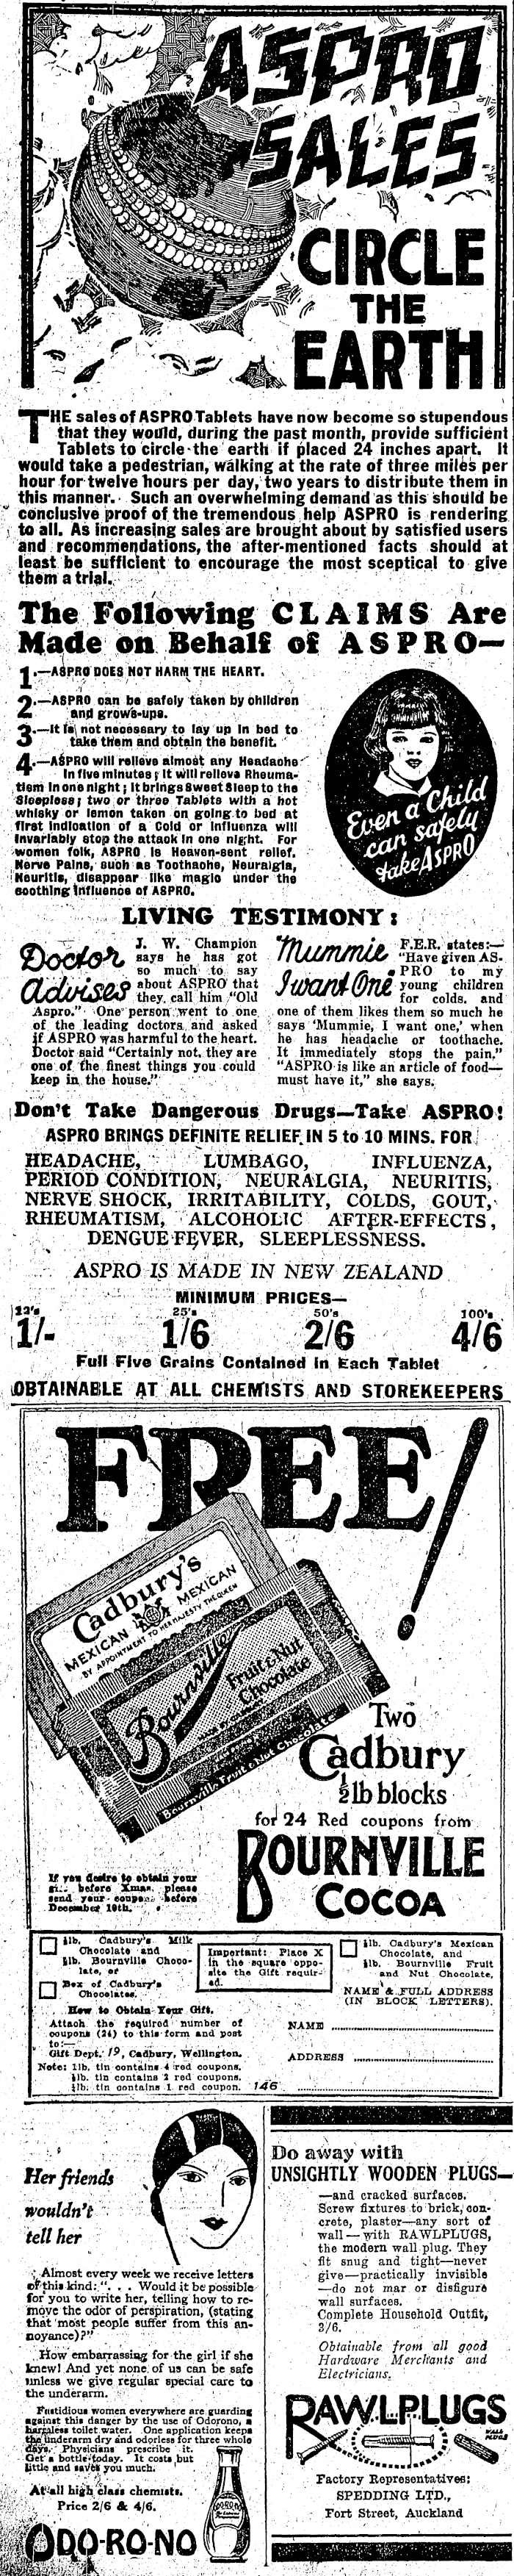 ASPRO
SALES
CIRCLE
THE
EARTH
THE sales of ASPRO Tablets have now become so stupendous
that they would, during the past month, provide sufficient
Tablets to circle the earth if placed 24 inches apart. It
would take a pedestrian, walking at the rate of three miles per
hour for twelve hours per day, two years to distribute them in
this manner. Such an overwhelming demand as this should be
conclusive proof of the tremendous help ASPRO is rendering
to all. As increasing sales are brought about by satisfied users
and recommendations, the after-mentioned facts should at
least be sufficient to encourage the most sceptical to give
them a trial.
The Following CLAIMS Are
Made on Behalf of ASPRO—
1.—ASPRO DOES NOT HARM THE HEART.
2.—ASPRO can be safely taken by children
and grows-ups.
3.—It is not necessary to lay up in bed to
take them and obtain the benefit.
4.—ASPRO will relieve almost any Headache
in five minutes; it will relieve Rheuma-
tism in one night; it brings Sweet Sleep to the
Sleepless; two or three Tablets with a hot
whisky or lemon taken on going to bed at
first indication of a Cold or Influenza will
invariably stop the attack in one night. For
women folk, ASPRO is Heaven-sent relief.
Nerve Pains, such as Toothache, Neuralgia,
Neuritis, disappear like magic under the
soothing influence of ASPRO.
Even a Child
can safely
take ASPRO
LIVING TESTIMONY:
Doctor
Advises
J. W. Champion
says he has got
so much to say
about ASPRO that
they call him "Old
Aspro." One person went to one
of the leading doctors and asked
if ASPRO was harmful to the heart.
Doctor said "Certainly not, they are
one of the finest things you could
keep in the house."
Mummie
I want One
F.E.R. states:—
"Have given AS-
PRO to my
young children
for colds, and
one of them likes them so much he
says 'Mummie, I want one,' when
he has headache or toothache.
It immediately stops the pain,"
"ASPRO is like an article of food—
must have it," she says.
Don't Take Dangerous Drugs—Take ASPRO!
ASPRO BRINGS DEFINITE RELIEF IN 5 to 10 MINS. FOR
HEADACHE, LUMBAGO, INFLUENZA,
PERIOD CONDITION, NEURALGIA, NEURITIS,
NERVE SHOCK, IRRITABILITY, COLDS, GOUT,
RHEUMATISM, ALCOHOLIC AFTER-EFFECTS,
DENGUE FEVER, SLEEPLESSNESS.
ASPRO IS MADE IN NEW ZEALAND
MINIMUM PRICES—
12's 25's 50's 100's
1/- 1/6 2/6 4/6
Full Five Grains Contained in Each Tablet
OBTAINABLE AT ALL CHEMISTS AND STOREKEEPERS
FREE!
Cadbury's
MEXICAN MEXICAN
BY APPOINTMENT TO HER MAJESTY THE QUEEN
Bournville
Fruit & Nut
Chocolate
Bournville Fruit & Nut Chocolate
Two
Cadbury
½lb blocks
for 24 Red coupons from
BOURNVILLE
COCOA
If you desire to obtain your
gift before Xmas, please
send your coupons before
December 10th.
½lb. Cadbury's Milk
Chocolate and
½lb. Bournville Choco-
late, or
Box of Cadbury's
Chocolates.
Important: Place X
in the square oppo-
site the Gift requir-
ed.
½lb. Cadbury's Mexican
Chocolate, and
½lb. Bournville Fruit
and Nut Chocolate,
How to Obtain Your Gift.
Attach the required number of
coupons (24) to this form and post
to:—
Gift Dept. 19, Cadbury, Wellington.
Note: 1lb. tin contains 4 red coupons.
½lb. tin contains 2 red coupons.
¼lb. tin contains 1 red coupon. 146
NAME & FULL ADDRESS
(IN BLOCK LETTERS).
NAME
ADDRESS
Her friends
wouldn't
tell her
Almost every week we receive letters
of this kind: ". . . Would it be possible
for you to write her, telling how to re-
move the odor of perspiration, (stating
that most people suffer from this an-
noyance)?"
How embarrassing for the girl if she
knew! And yet none of us can be safe
unless we give regular special care to
the underarm.
Fastidious women everywhere are guarding
against this danger by the use of Odorono, a
harmless toilet water. One application keeps
the underarm dry and odorless for three whole
days. Physicians prescribe it.
Get a bottle today. It costs but
little and saves you much.
At all high class chemists.
Price 2/6 & 4/6.
ODO-RO-NO
Do away with
UNSIGHTLY WOODEN PLUGS—
—and cracked surfaces.
Screw fixtures to brick, con-
crete, plaster—any sort of
wall—with RAWLPLUGS,
the modern wall plug. They
fit snug and tight—never
give—practically invisible
—do not mar or disfigure
wall surfaces.
Complete Household Outfit,
3/6.
Obtainable from all good
Hardware Merchants and
Electricians.
RAWLPLUGS
Factory Representatives:
SPEDDING LTD.,
Fort Street, Auckland